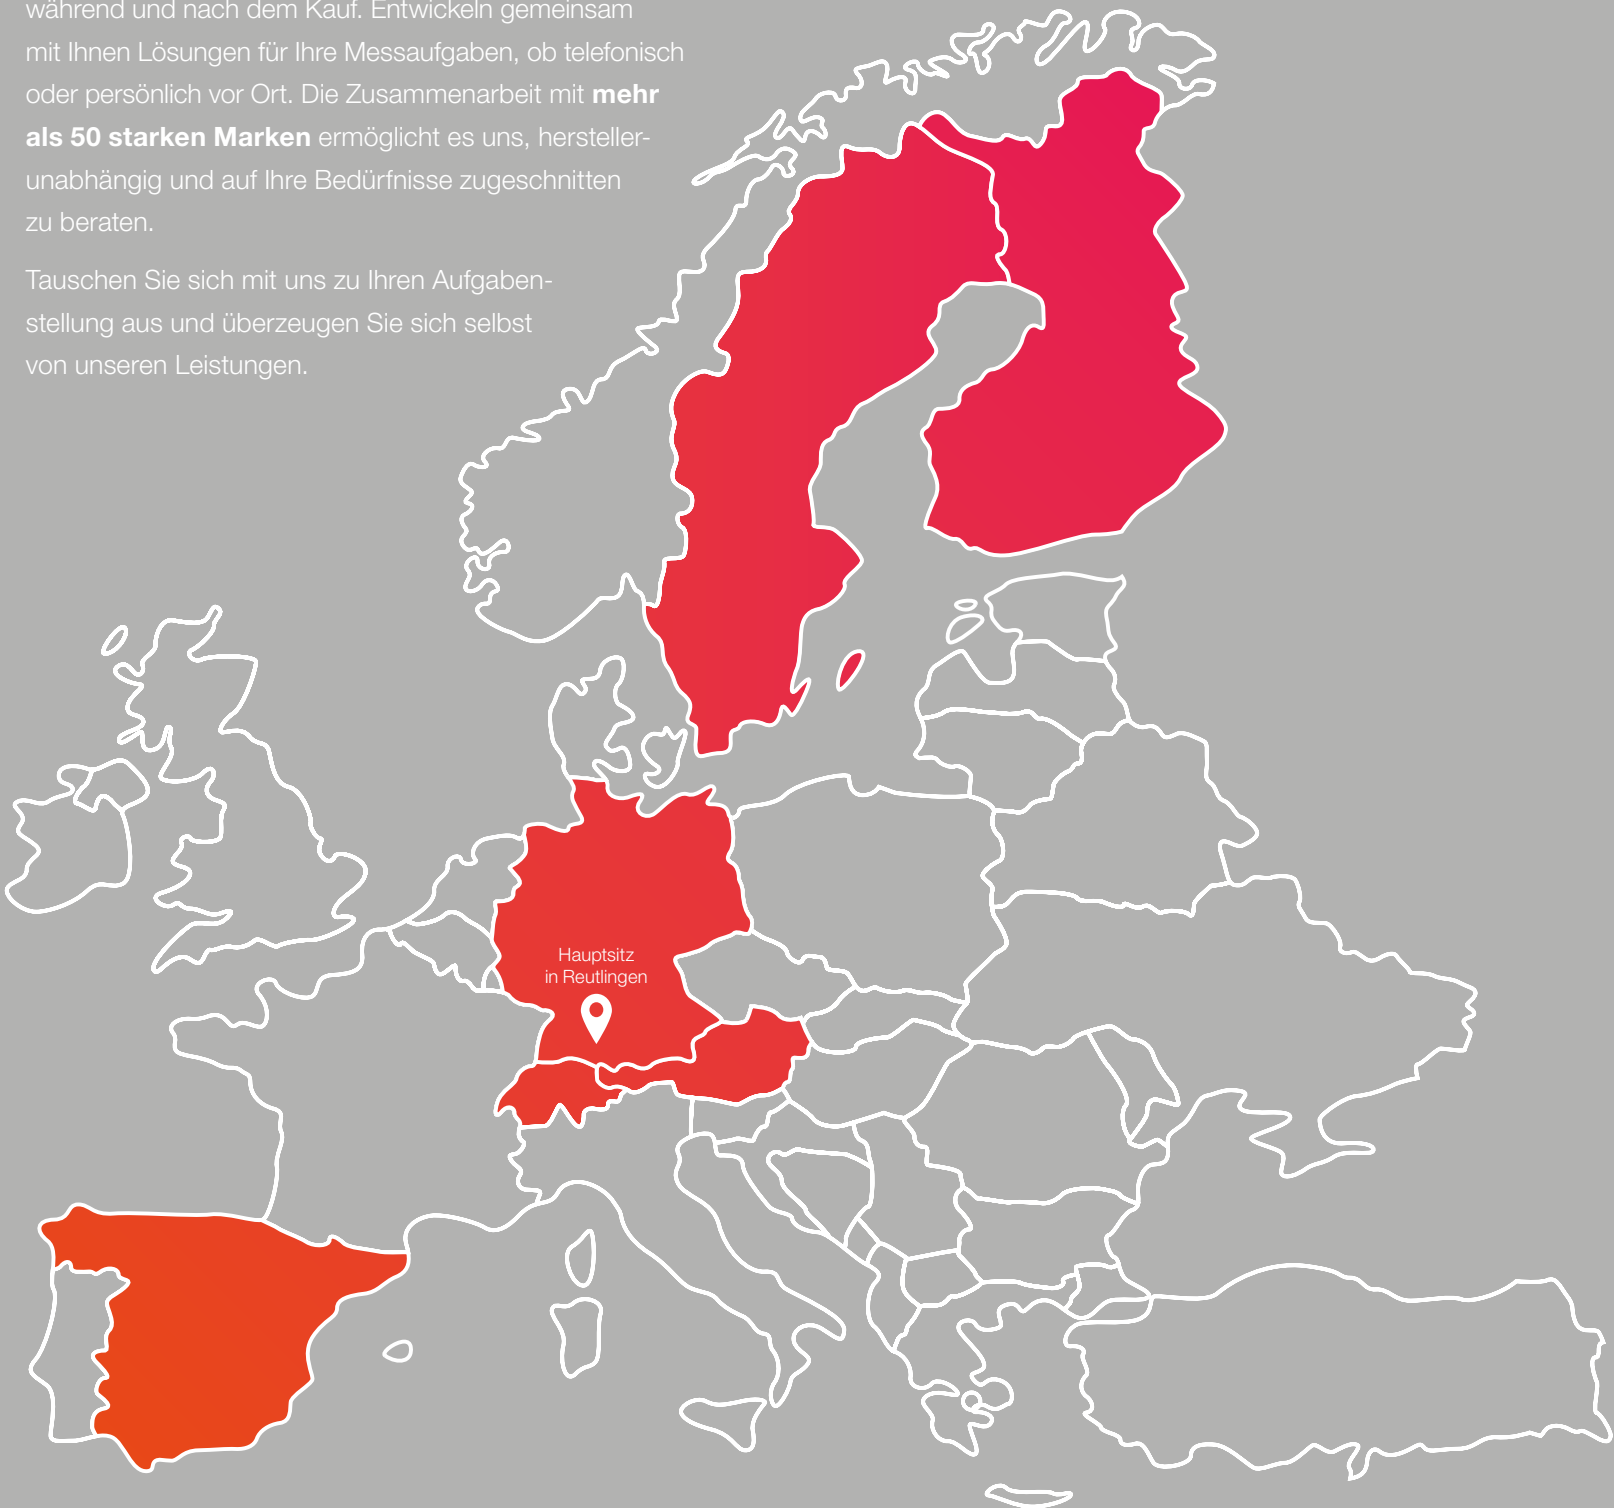 während und nach dem Kauf. Entwickeln gemeinsam
mit Ihnen Lösungen für Ihre Messaufgaben, ob telefonisch
oder persönlich vor Ort. Die Zusammenarbeit mit mehr
als 50 starken Marken ermöglicht es uns, hersteller-
unabhängig und auf Ihre Bedürfnisse zugeschnitten
zu beraten.
Tauschen Sie sich mit uns zu Ihren Aufgaben-
stellung aus und überzeugen Sie sich selbst
von unseren Leistungen.
Hauptsitz
in Reutlingen